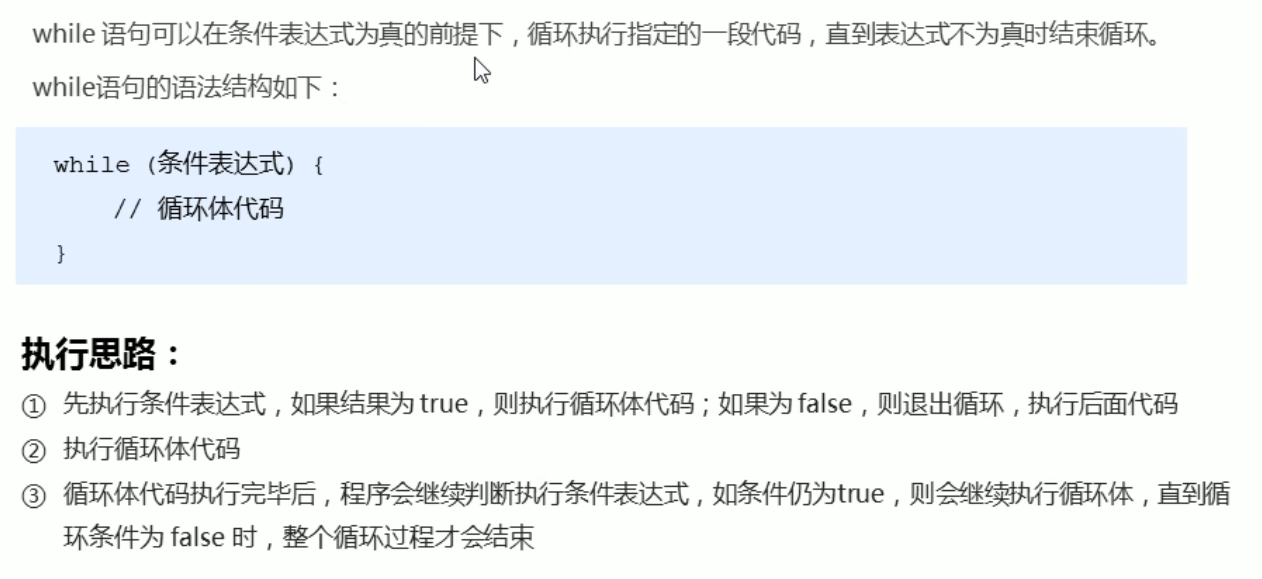 while 语句可以在条件表达式为真的前提下，循环执行指定的一段代码，直到表达式不为真时结束循环。
while语句的语法结构如下：
while (条件表达式) {
// 循环体代码
}
执行思路：
① 先执行条件表达式，如果结果为 true，则执行循环体代码；如果为 false，则退出循环，执行后面代码
② 执行循环体代码
③ 循环体代码执行完毕后，程序会继续判断执行条件表达式，如条件仍为true，则会继续执行循环体，直到循
环条件为 false 时，整个循环过程才会结束